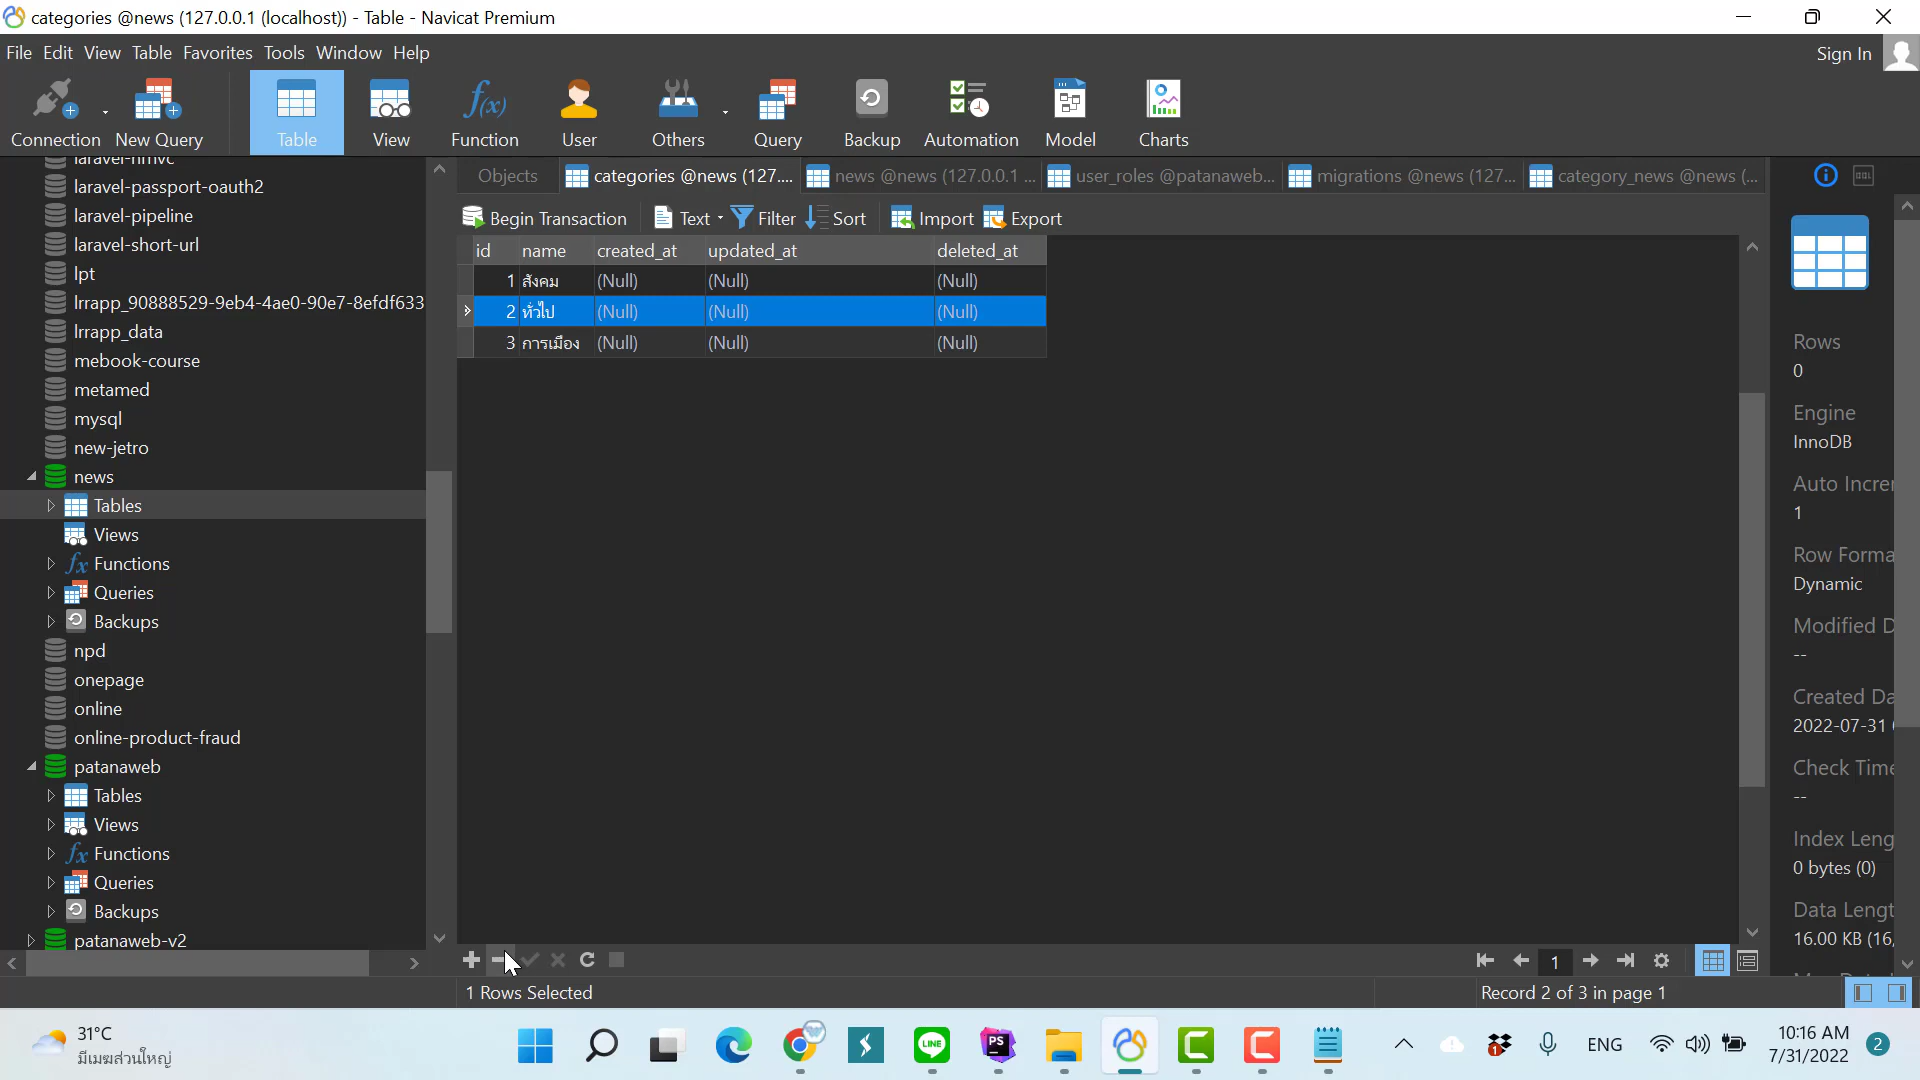 categories @news (127.0.0.1 (localhost)) - Table - Navicat Premium
File Edit View Table Favorites Tools Window Help
Sign In
Connection New Query Table View Function User Others Query Backup Automation Model Charts
laravel-hmvc
laravel-passport-oauth2
laravel-pipeline
laravel-short-url
lpt
lrrapp_90888529-9eb4-4ae0-90e7-8efdf633
lrrapp_data
mebook-course
metamed
mysql
new-jetro
news
Tables
Views
Functions
Queries
Backups
npd
onepage
online
online-product-fraud
patanaweb
Tables
Views
Functions
Queries
Backups
patanaweb-v2
Objects categories @news (127.... news @news (127.0.0.1 ... user_roles @patanaweb... migrations @news (127... category_news @news (...
Begin Transaction Text Filter Sort Import Export
id name created_at updated_at deleted_at
1 สังคม (Null) (Null) (Null)
2 ทั่วไป (Null) (Null) (Null)
3 การเมือง (Null) (Null) (Null)
1
1 Rows Selected
Record 2 of 3 in page 1
DDL
Rows
0
Engine
InnoDB
Auto Increr
1
Row Forma
Dynamic
Modified D
--
Created Da
2022-07-31
Check Time
--
Index Leng
0 bytes (0)
Data Lengt
16.00 KB (16,
31°C
มีเมฆส่วนใหญ่
LINE
PS
1
ENG
10:16 AM
7/31/2022
2